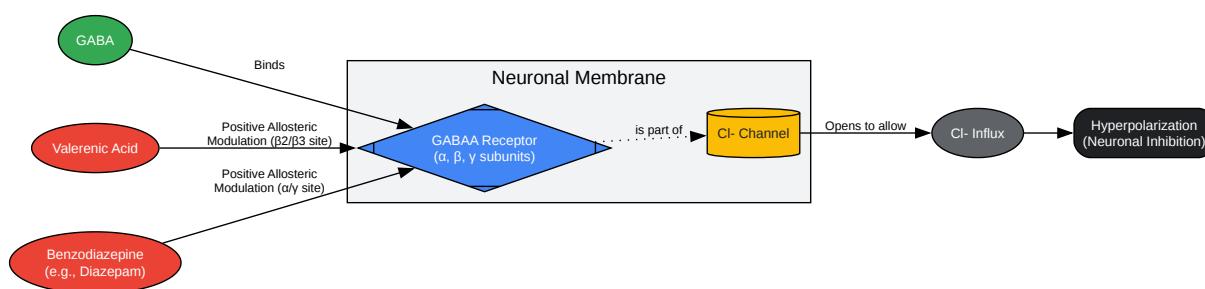 GABA
Binds
Neuronal Membrane
Valerenic Acid
Positive Allosteric
Modulation (β2/β3 site)
GABAA Receptor
(α, β, γ subunits)
is part of
Cl- Channel
Opens to allow
Cl- Influx
Hyperpolarization
(Neuronal Inhibition)
Positive Allosteric
Modulation (α/γ site)
Benzodiazepine
(e.g., Diazepam)